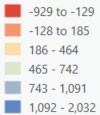 -929 to -129
-128 to 185
186 - 464
465 - 742
743 - 1,091
1,092 - 2,032